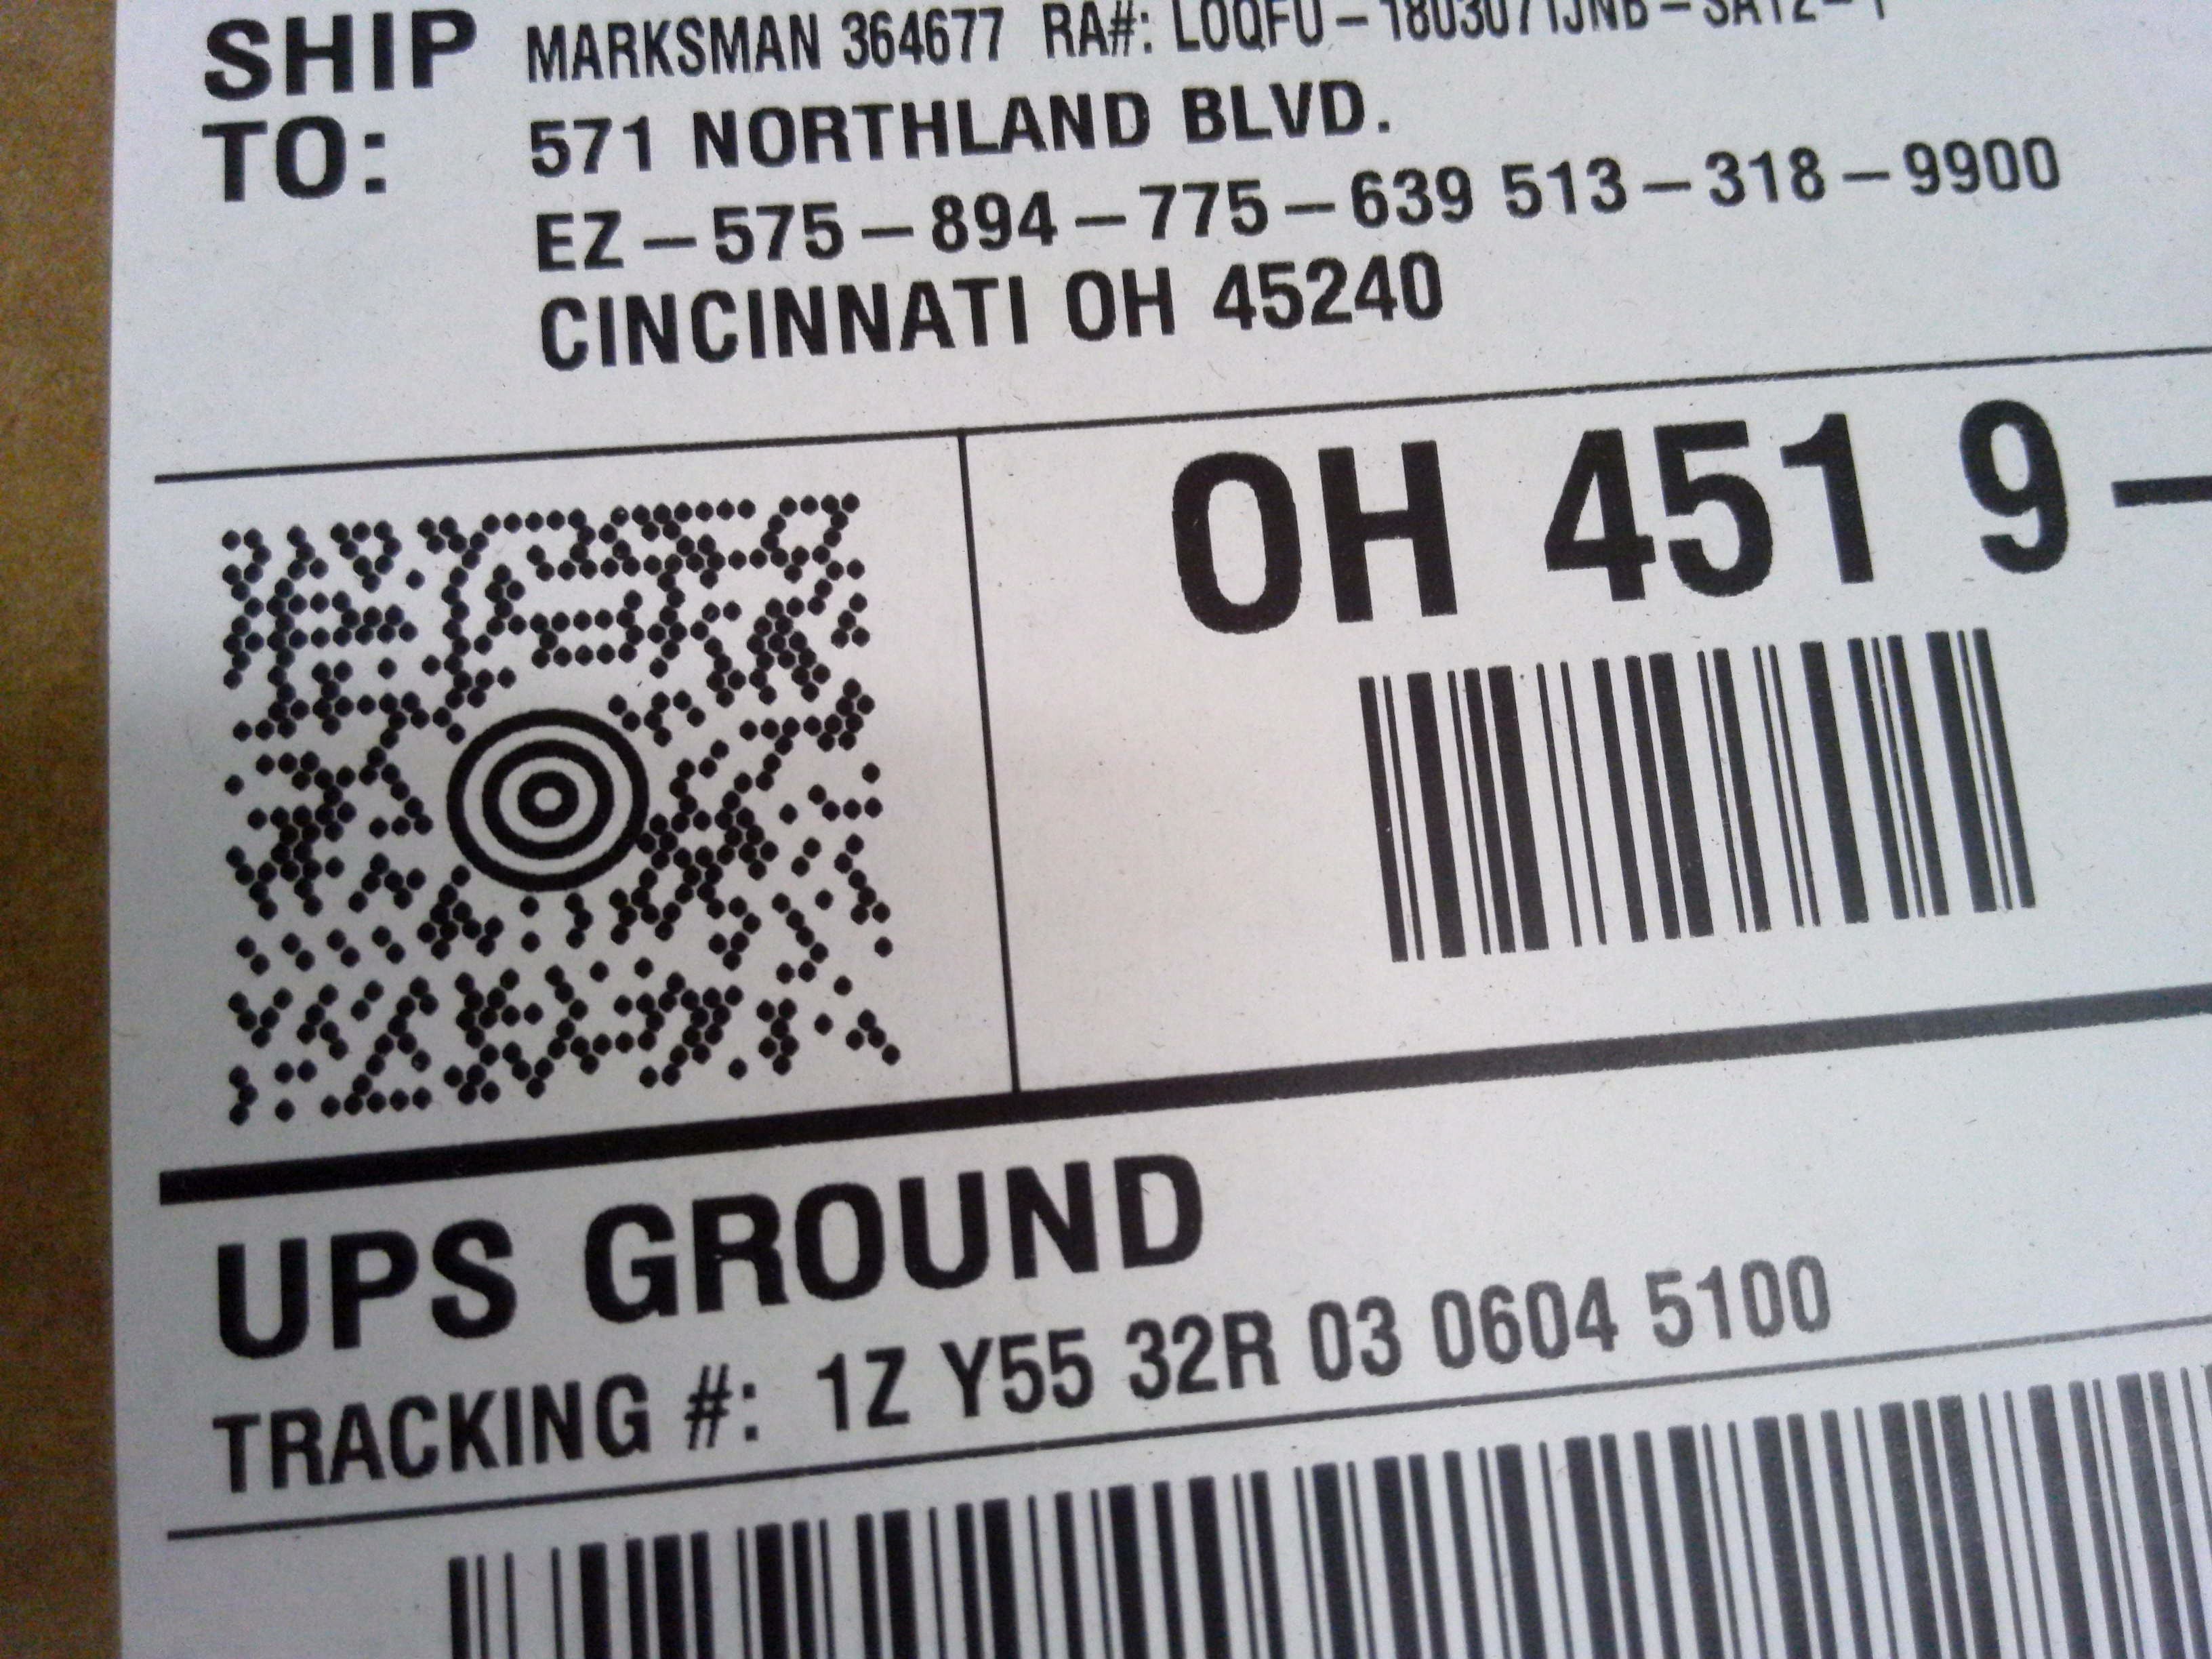 SHIP TO: MARKSMAN 364677 RA#:
571 NORTHLAND BLVD.
EZ-575-894-775-639 513-318-9900
CINCINNATI OH 45240
OH 451 9-
UPS GROUND
TRACKING #: 1Z Y55 32R 03 0604 5100